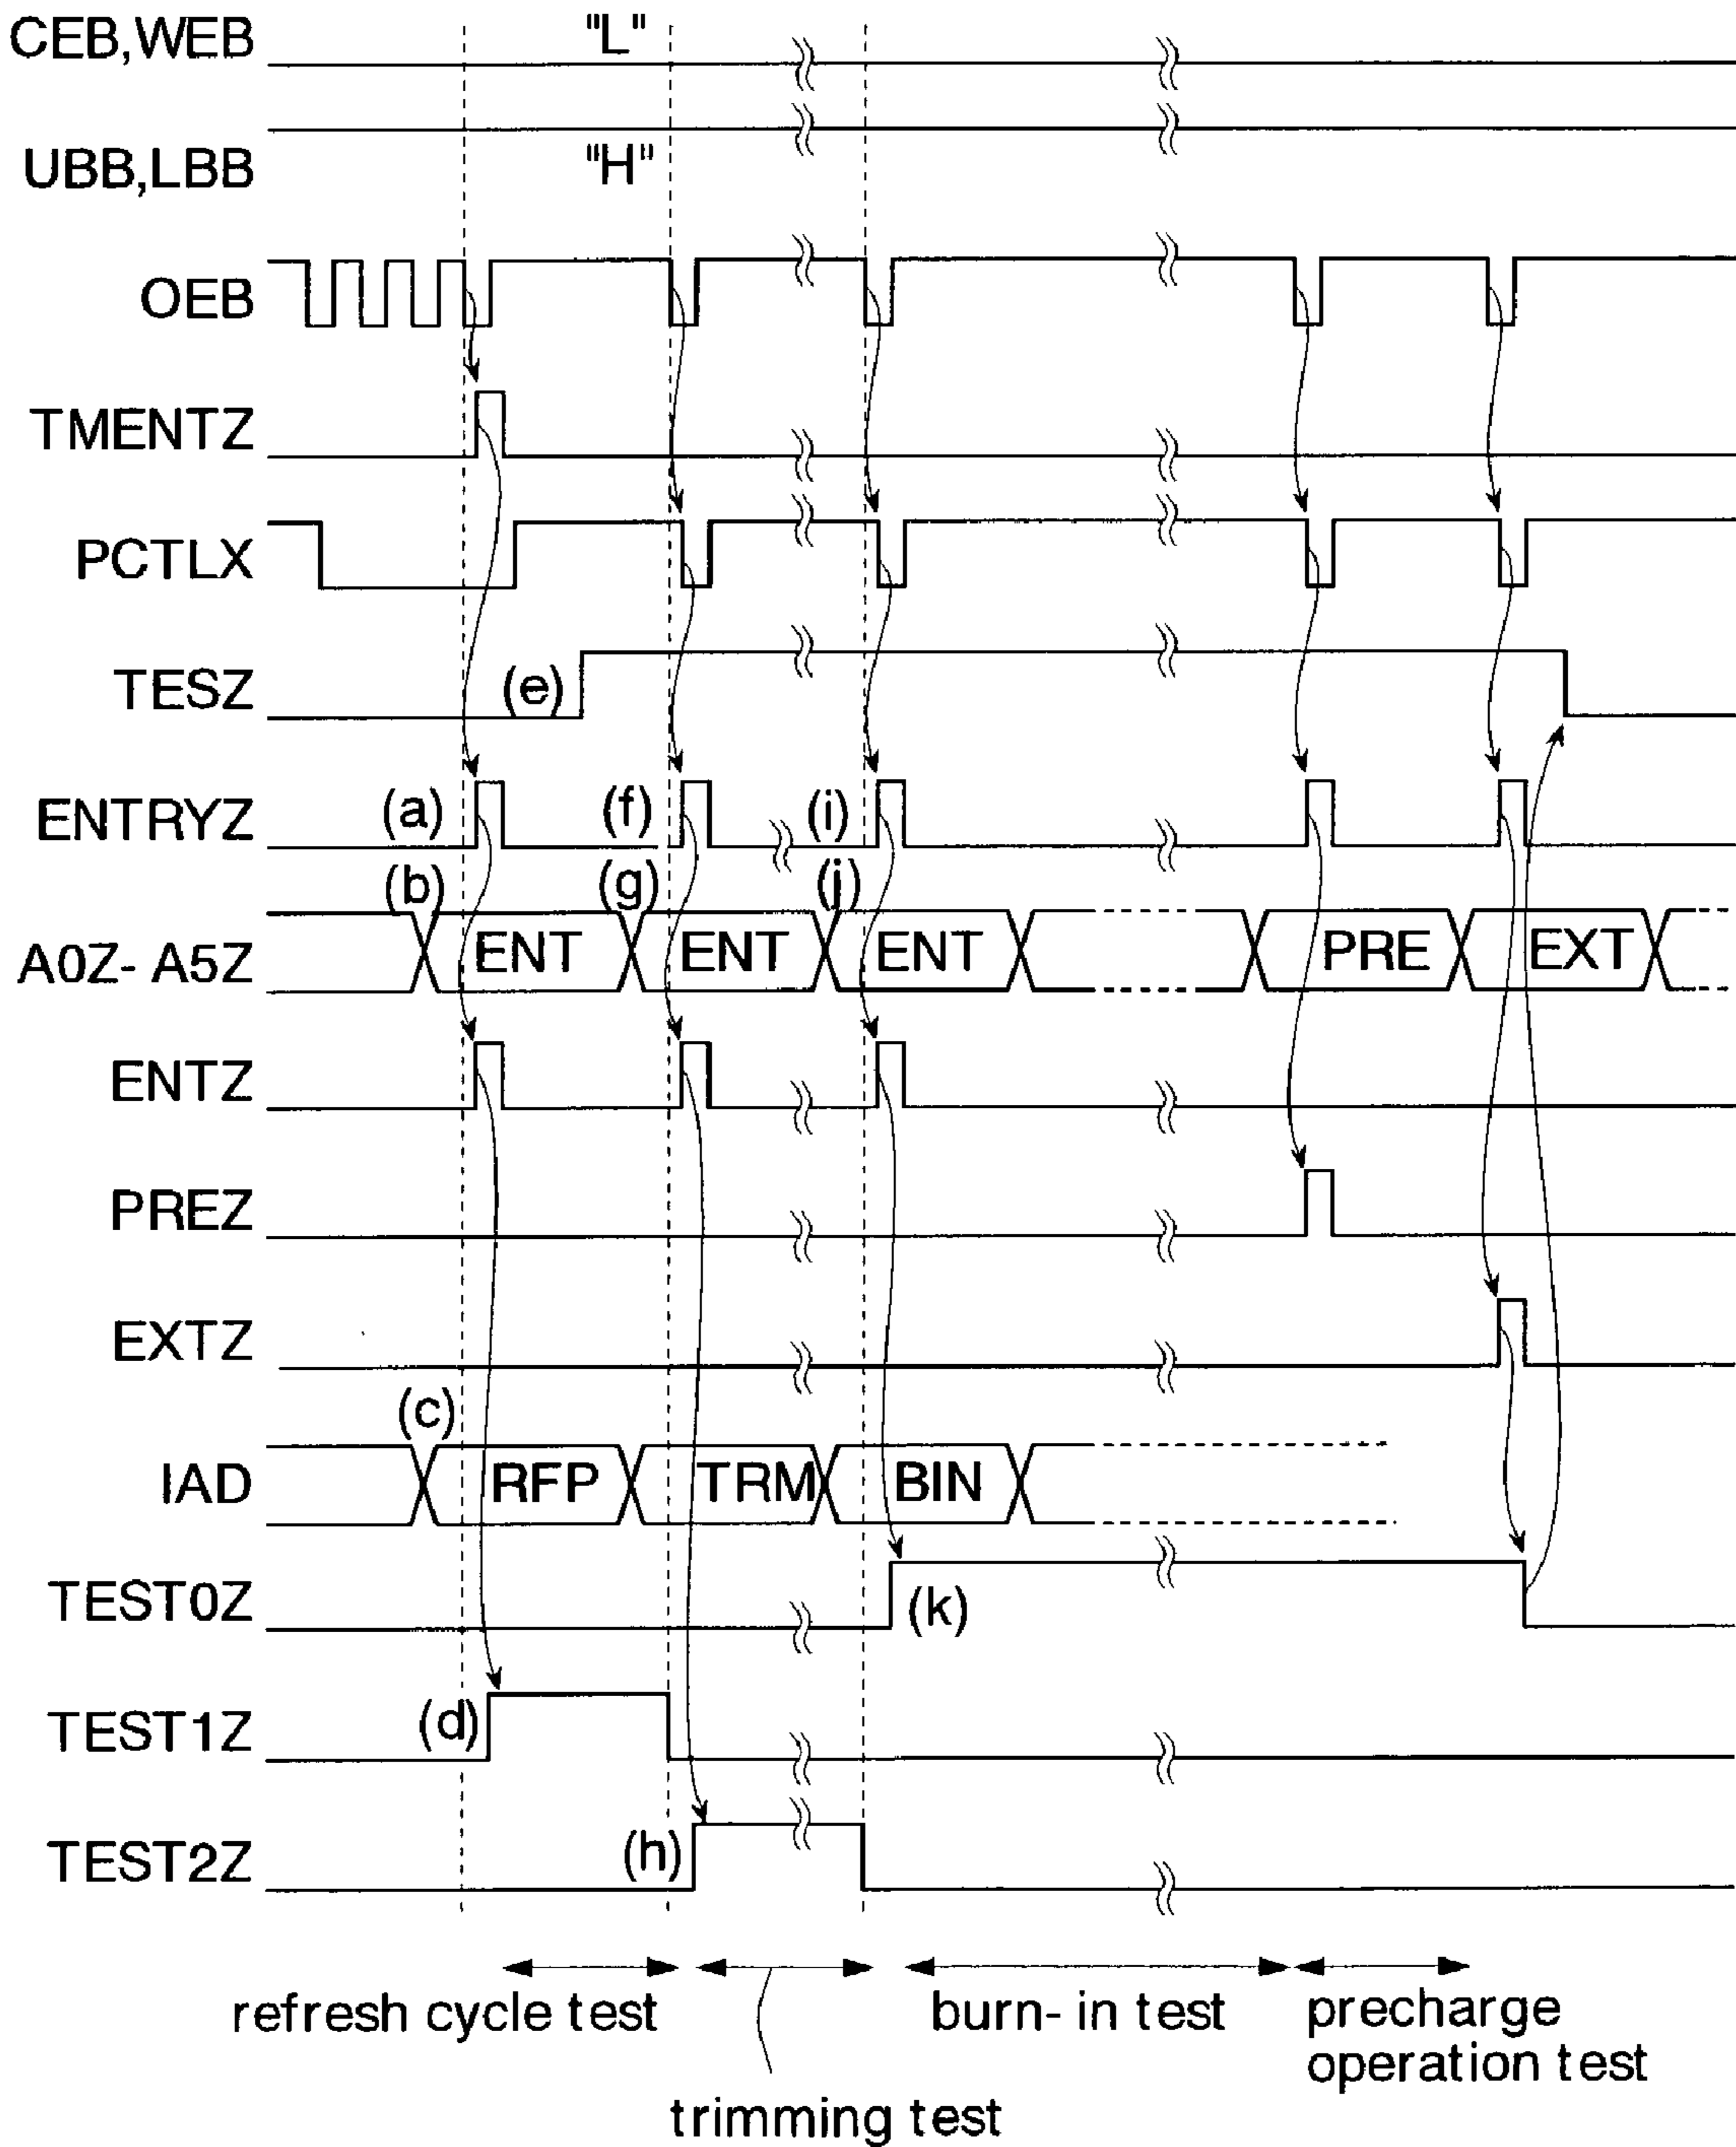 CEB,WEB "L"
UBB,LBB "H"
OEB
TMENTZ
PCTLX
TESZ (e)
ENTRYZ (a) (f) (i)
(b) (g) (j)
A0Z- A5Z ENT ENT ENT PRE EXT
ENTZ
PREZ
EXTZ
(c)
IAD RFP TRM BIN
TEST0Z (k)
TEST1Z (d)
TEST2Z (h)
refresh cycle test burn- in test precharge
operation test
trimming test